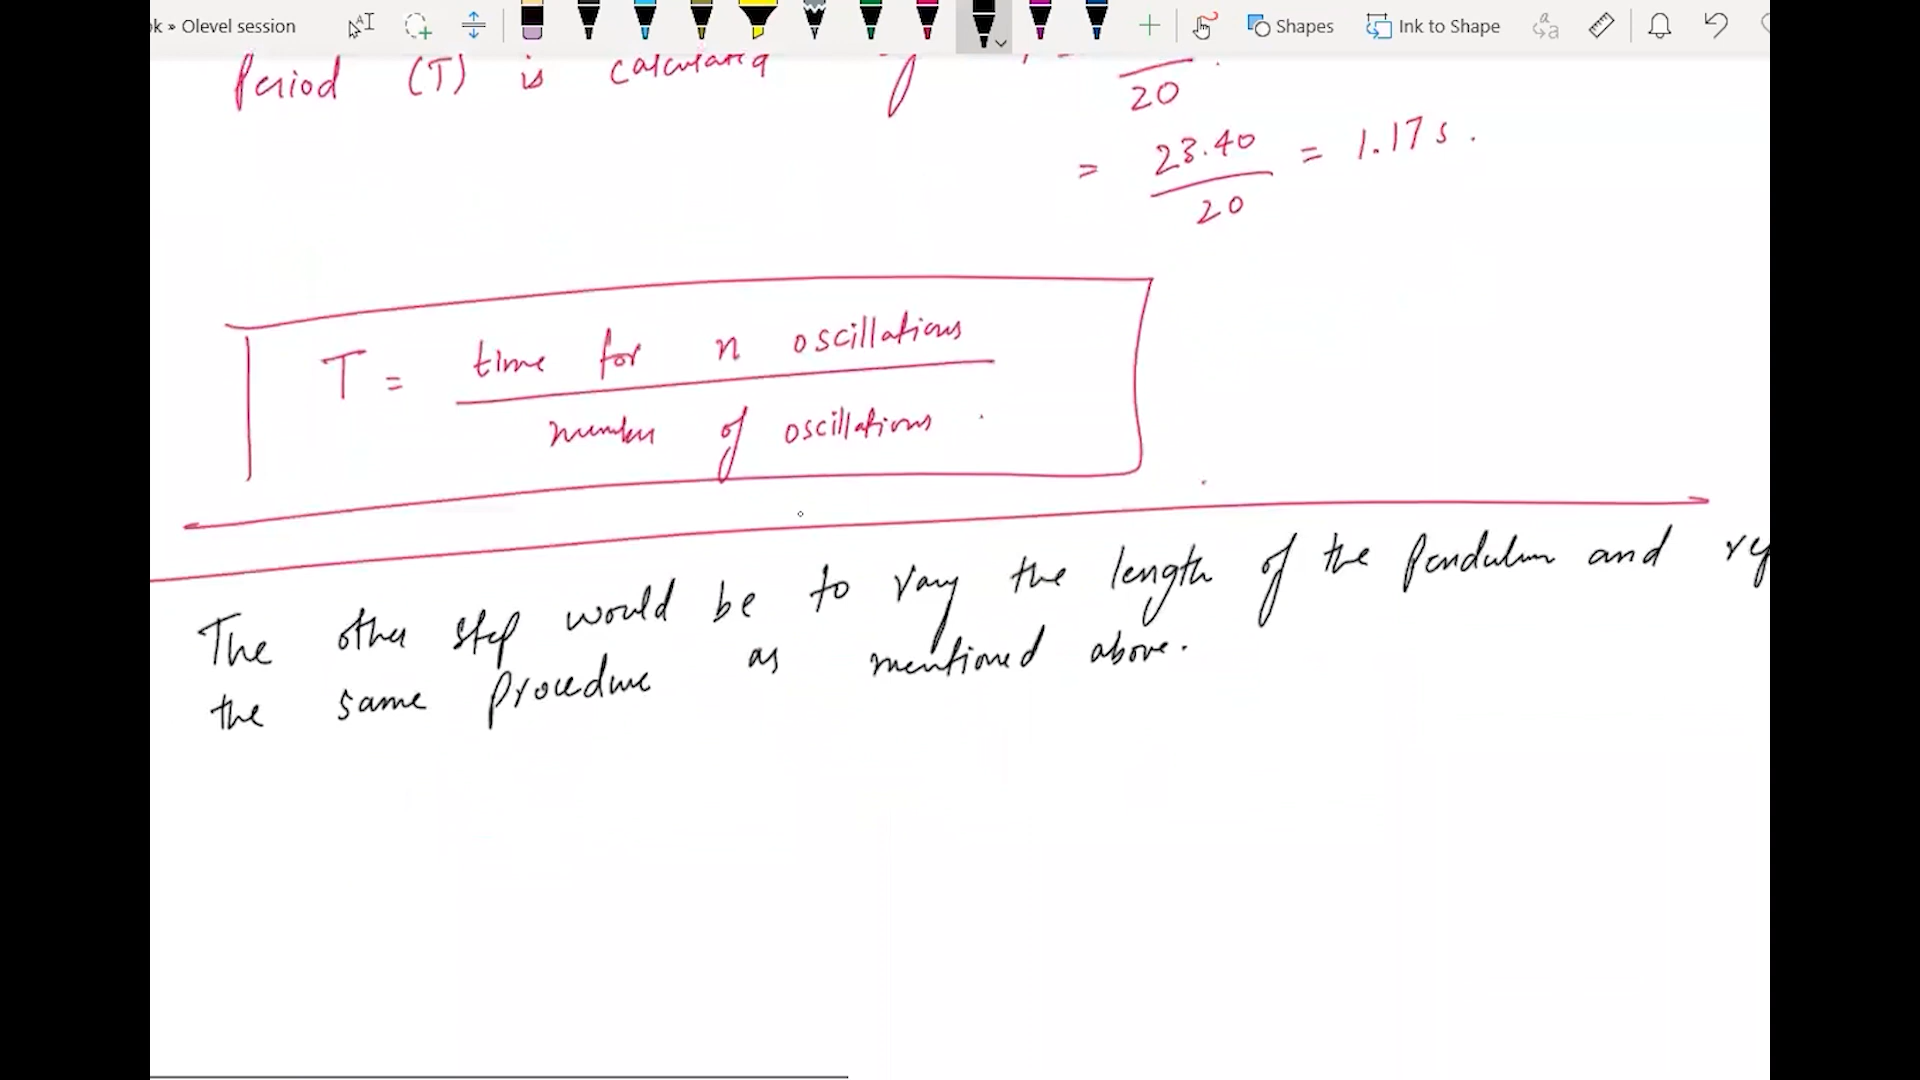 k » Olevel session
Shapes
Ink to Shape
Period (T) is calculated
20
= 23.40 / 20 = 1.17 s.
T = time for n oscillations
number of oscillations.
The other step would be to vary the length of the pendulum and
the same procedure as mentioned above.